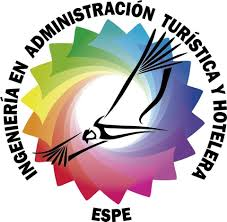 INGENIERÍA EN ADMINISTRACIÓN TURÍSTICA Y HOTELERA
ESPE